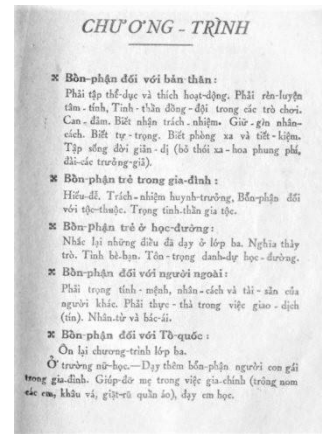 CHƯƠNG - TRÌNH
⌘ Bổn-phận đối với bản-thân :
Phải tập thể-dục và thích hoạt-động. Phải rèn-luyện
tâm - tính, Tinh - thần đồng - đội trong các trò chơi.
Can - đảm. Biết nhận trách - nhiệm. Giữ - gìn nhân-
cách. Biết tự - trọng. Biết phòng xa và tiết - kiệm.
Tập sống đời giản - dị (bỏ thói xa - hoa phung phí,
đài-các trưởng-giả).
⌘ Bổn-phận trẻ trong gia-đình :
Hiếu-đễ. Trách - nhiệm huynh-trưởng, Bổn-phận đối
với tộc-thuộc. Trọng tinh-thần gia tộc.
⌘ Bổn-phận trẻ ở học-đường :
Nhắc lại những điều đã dạy ở lớp ba. Nghĩa thầy
trò. Tình bè-bạn. Tôn - trọng danh-dự học - đường.
⌘ Bổn-phận đối với người ngoài :
Phải trọng tính - mệnh, nhân - cách và tài - sản của
người khác. Phải thực - thà trong việc giao - dịch
(tín). Nhân-từ và bác-ái.
⌘ Bổn-phận đối với Tổ-quốc :
Ôn lại chương-trình lớp ba.
Ở trường nữ-học.— Dạy thêm bổn-phận người con gái
trong gia-đình. Giúp-đỡ mẹ trong việc gia-chính (trông nom
các em, khâu vá, giặt-rũ quần áo), dạy em học.